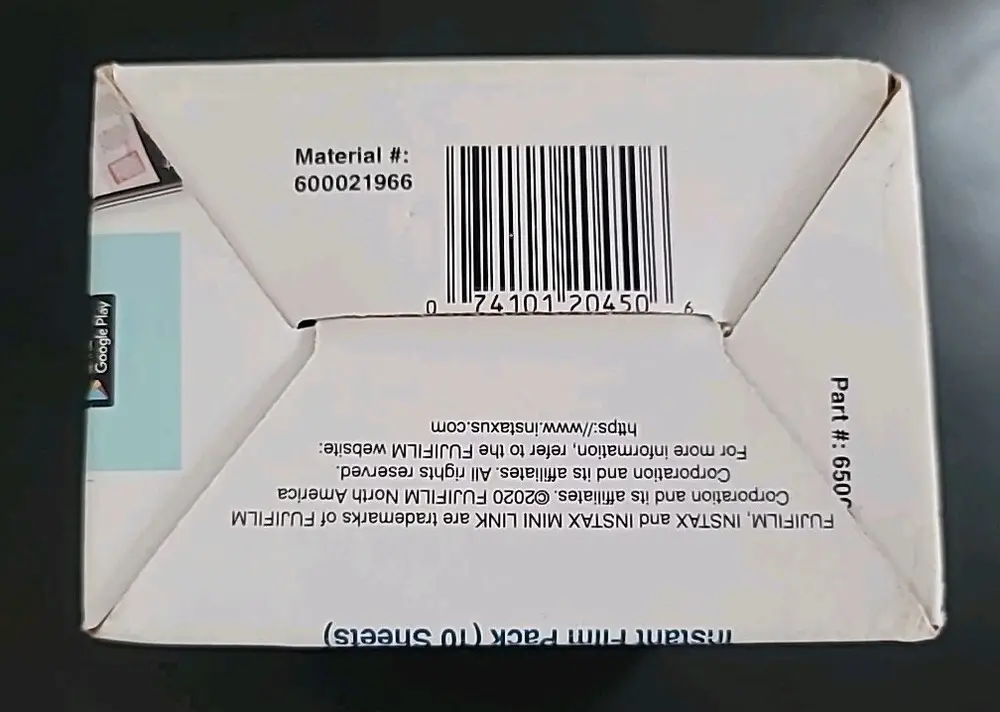 Material #:
600021966
0 74101 20450 6
Google Play
Part #: 650
FUJIFILM, INSTAX and INSTAX MINI LINK are trademarks of FUJIFILM
Corporation and its affiliates. ©2020 FUJIFILM North America
Corporation and its affiliates. All rights reserved.
For more information, refer to the FUJIFILM website:
https://www.instaxus.com
Instant Film Pack (10 Sheets)